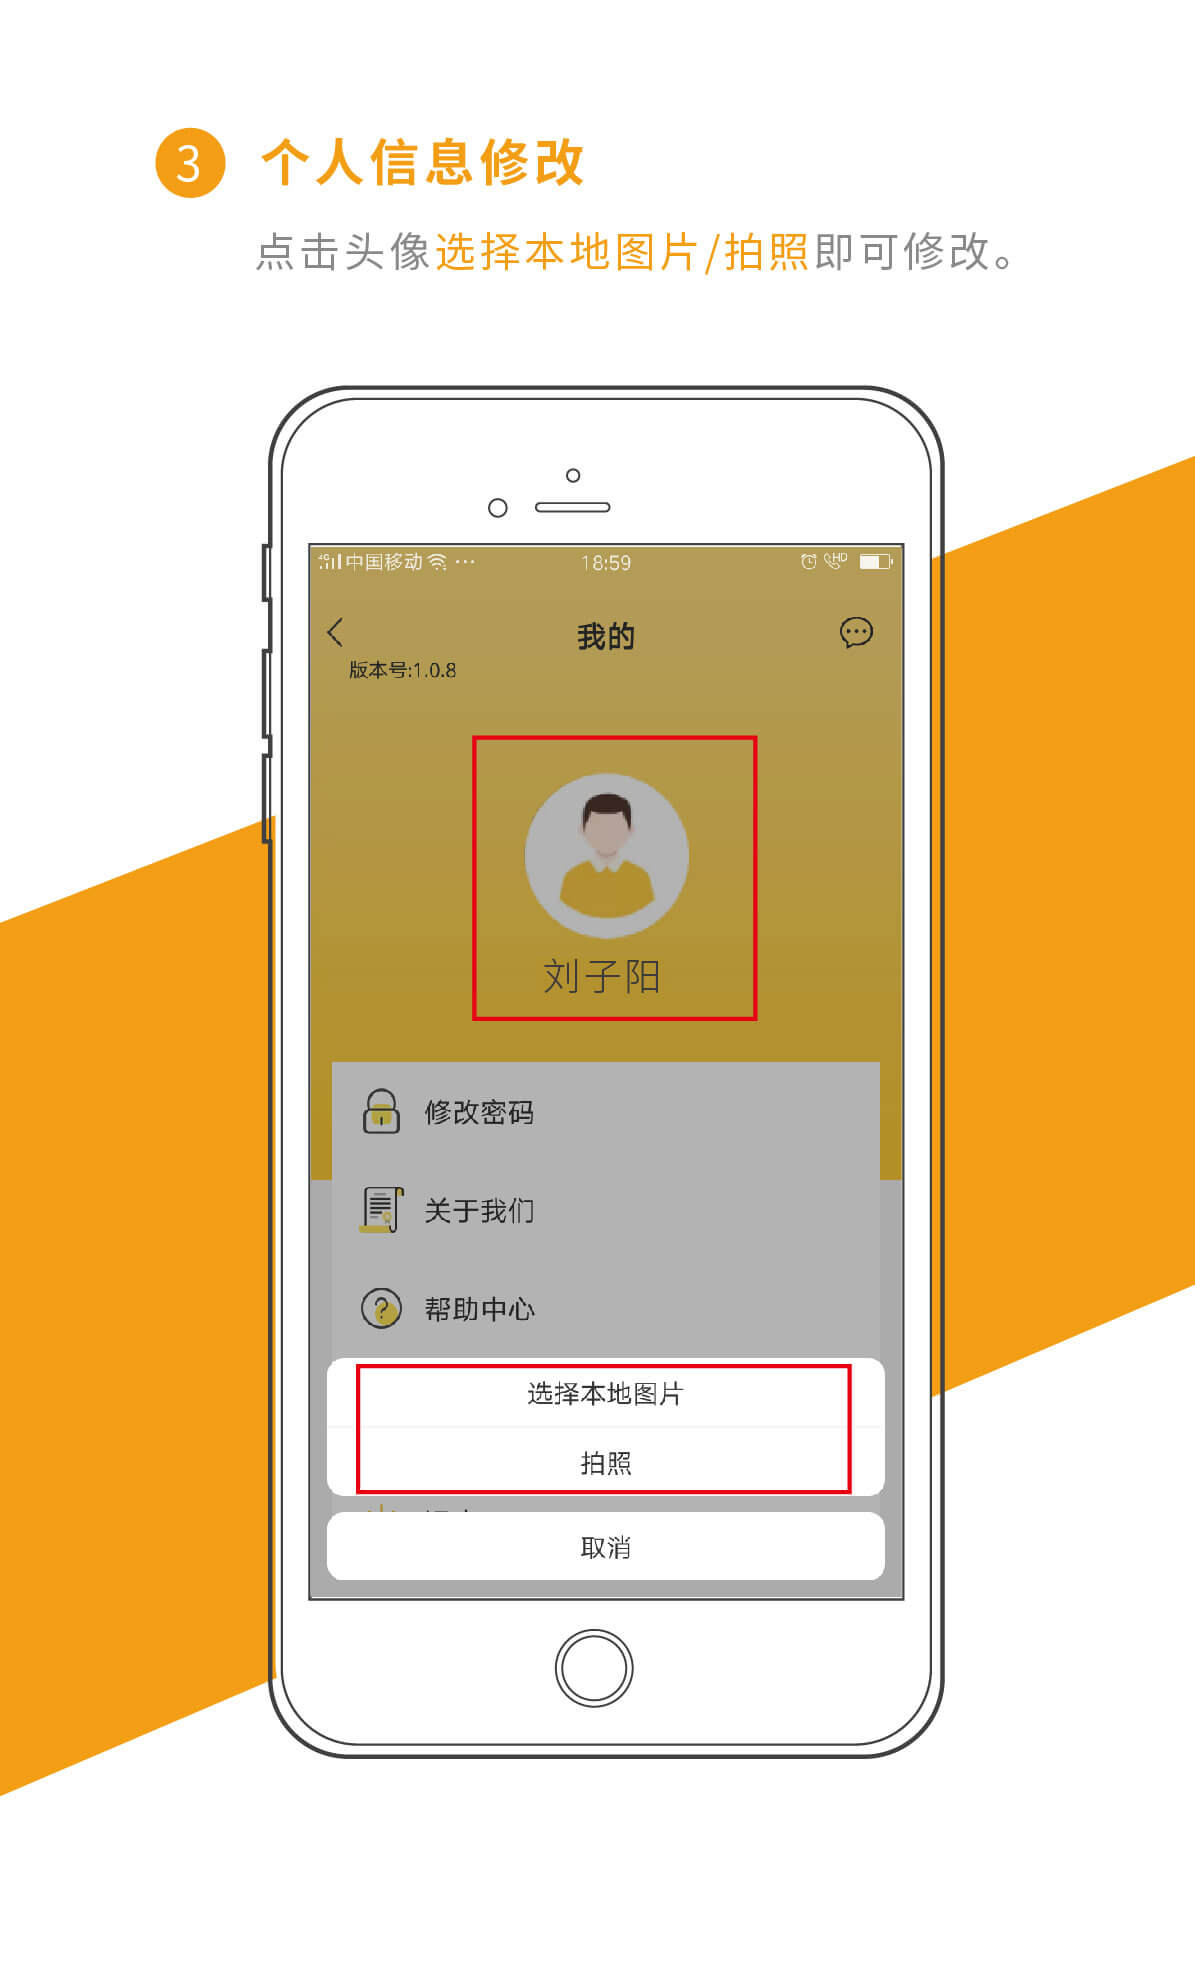 3 个人信息修改
点击头像选择本地图片/拍照即可修改。
4G 中国移动 ··· 18:59 HD
我的
版本号:1.0.8
刘子阳
修改密码
关于我们
帮助中心
选择本地图片
拍照
取消